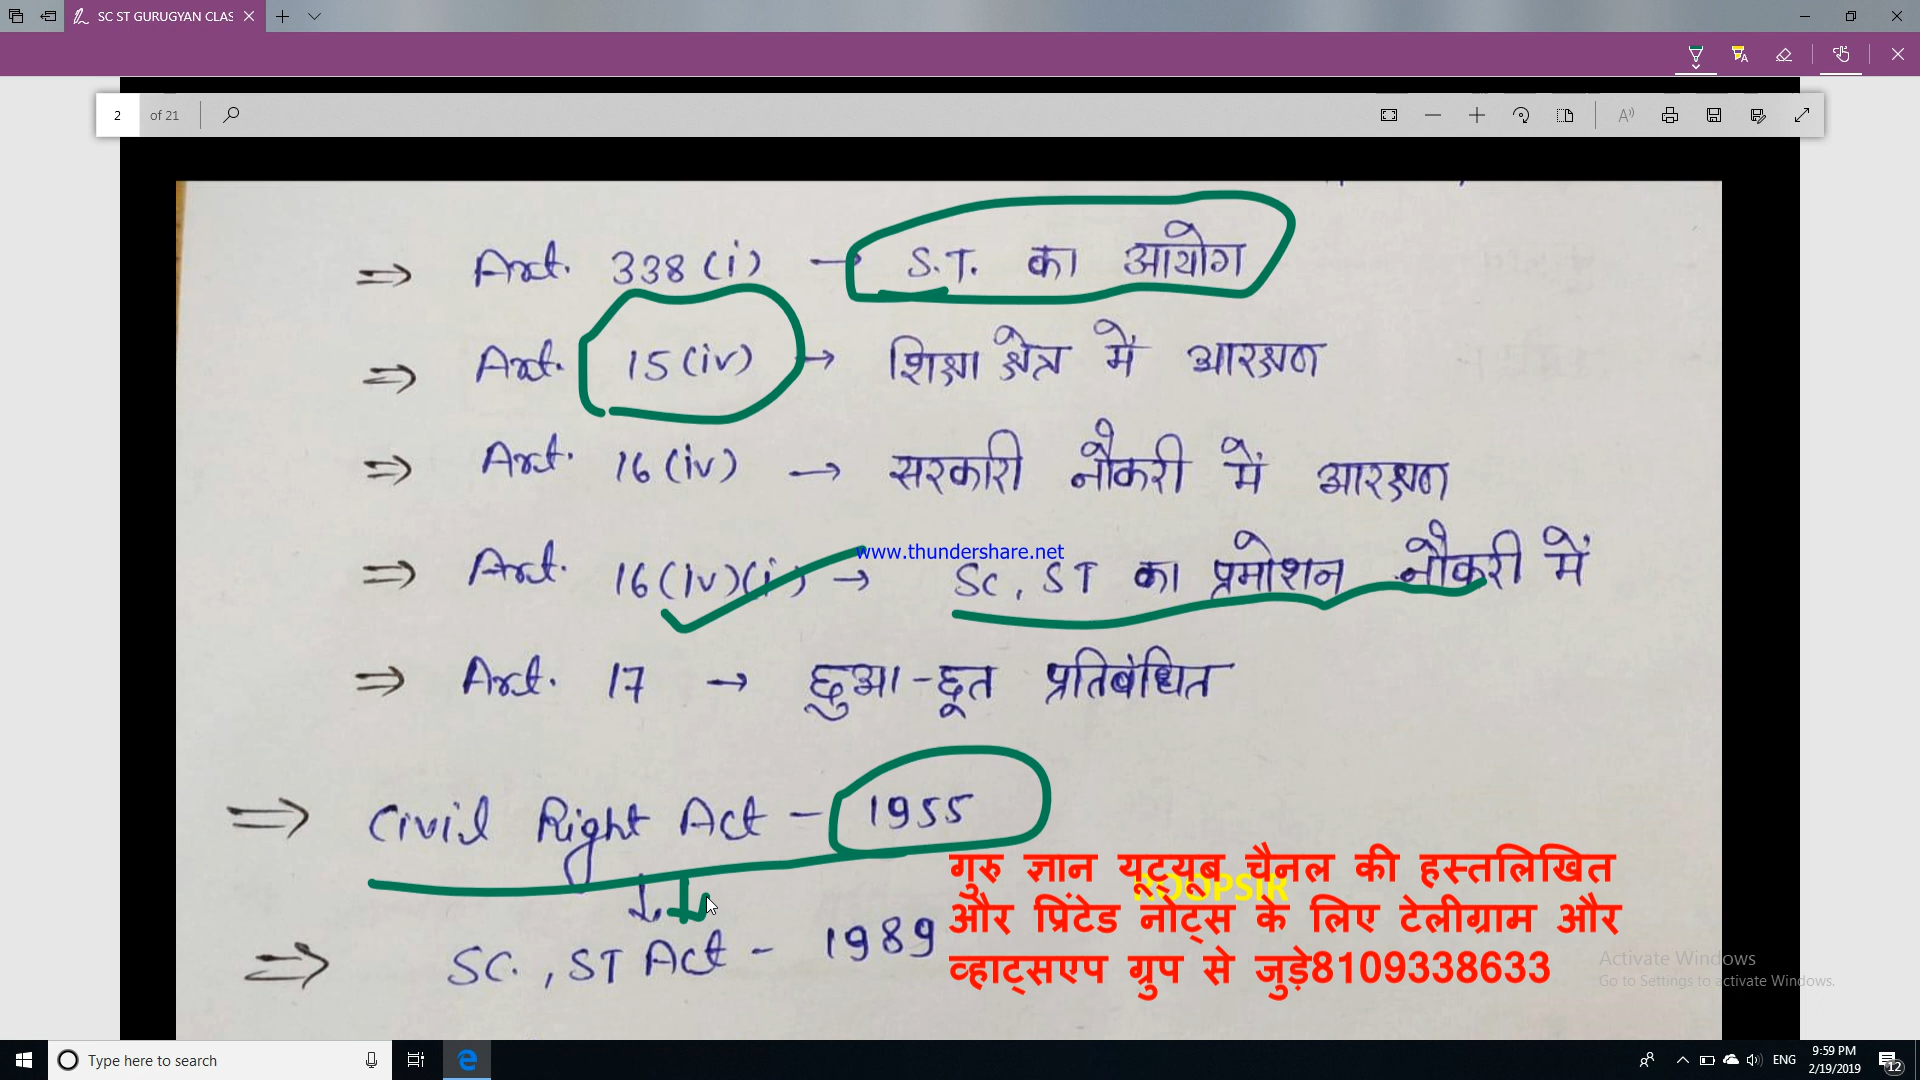 SC ST GURUGYAN CLAS
2 of 21
⇒ Art. 338(i) → S.T. का आयोग
⇒ Art. 15(iv) → शिक्षा क्षेत्र में आरक्षण
⇒ Art. 16(iv) → सरकारी नौकरी में आरक्षण
www.thundershare.net
⇒ Art. 16(iv)(i) → SC, ST का प्रमोशन नौकरी में
⇒ Art. 17 → छुआ-छूत प्रतिबंधित
⇒ Civil Right Act - 1955
गुरु ज्ञान यूट्यूब चैनल की हस्तलिखित
ROOPSIR
और प्रिंटेड नोट्स के लिए टेलीग्राम और
⇒ SC., ST Act - 1989
व्हाट्सएप ग्रुप से जुड़े8109338633
Activate Windows
Go to Settings to activate Windows.
Type here to search
ENG
9:59 PM
2/19/2019
12